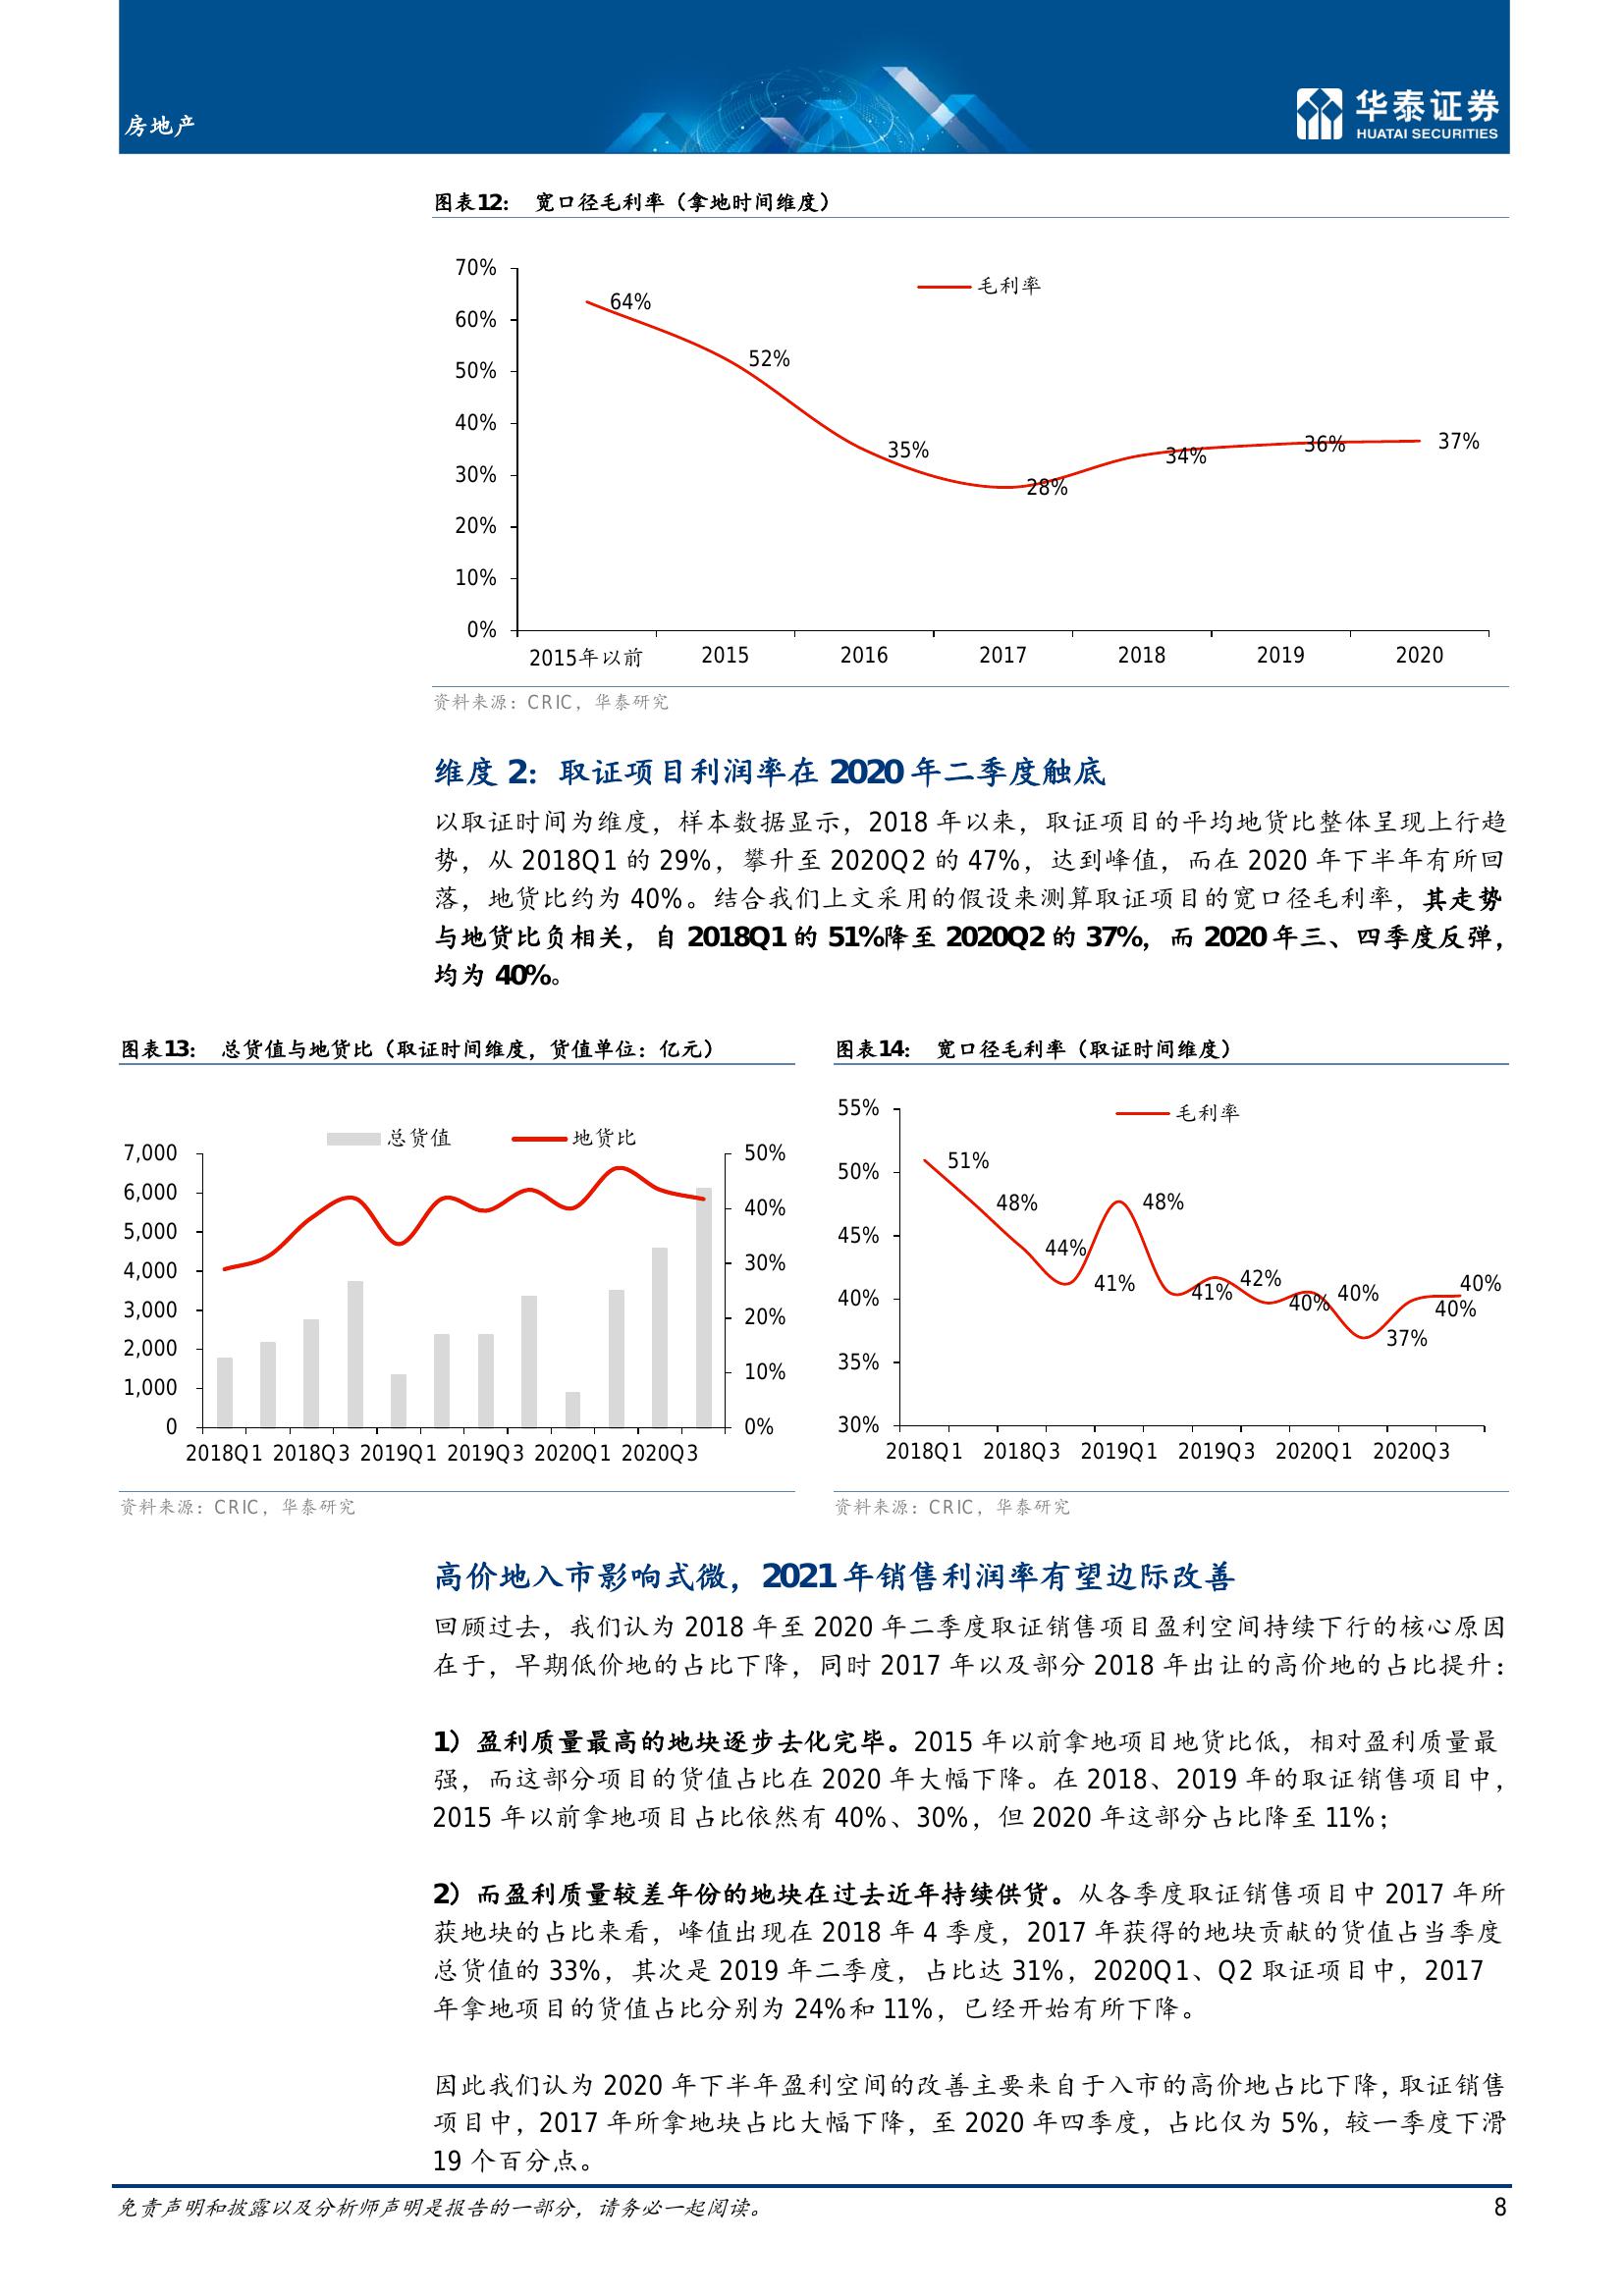 房地产
华泰证券
HUATAI SECURITIES
图表12: 宽口径毛利率（拿地时间维度）
70%
60%
50%
40%
30%
20%
10%
0%
毛利率
64%
52%
35%
28%
34%
36%
37%
2015年以前 2015 2016 2017 2018 2019 2020
资料来源：CRIC，华泰研究
维度 2：取证项目利润率在 2020 年二季度触底
以取证时间为维度，样本数据显示，2018 年以来，取证项目的平均地货比整体呈现上行趋
势，从 2018Q1 的 29%，攀升至 2020Q2 的 47%，达到峰值，而在 2020 年下半年有所回
落，地货比约为 40%。结合我们上文采用的假设来测算取证项目的宽口径毛利率，其走势
与地货比负相关，自 2018Q1 的 51%降至 2020Q2 的 37%，而 2020 年三、四季度反弹，
均为 40%。
图表13: 总货值与地货比（取证时间维度，货值单位：亿元）
总货值 地货比
7,000
6,000
5,000
4,000
3,000
2,000
1,000
0
50%
40%
30%
20%
10%
0%
2018Q1 2018Q3 2019Q1 2019Q3 2020Q1 2020Q3
资料来源：CRIC，华泰研究
图表14: 宽口径毛利率（取证时间维度）
55%
50%
45%
40%
35%
30%
毛利率
51%
48%
44%
41%
48%
41%
42%
40%
40%
37%
40%
40%
2018Q1 2018Q3 2019Q1 2019Q3 2020Q1 2020Q3
资料来源：CRIC，华泰研究
高价地入市影响式微，2021 年销售利润率有望边际改善
回顾过去，我们认为 2018 年至 2020 年二季度取证销售项目盈利空间持续下行的核心原因
在于，早期低价地的占比下降，同时 2017 年以及部分 2018 年出让的高价地的占比提升：
1）盈利质量最高的地块逐步去化完毕。2015 年以前拿地项目地货比低，相对盈利质量最
强，而这部分项目的货值占比在 2020 年大幅下降。在 2018、2019 年的取证销售项目中，
2015 年以前拿地项目占比依然有 40%、30%，但 2020 年这部分占比降至 11%；
2）而盈利质量较差年份的地块在过去近年持续供货。从各季度取证销售项目中 2017 年所
获地块的占比来看，峰值出现在 2018 年 4 季度，2017 年获得的地块贡献的货值占当季度
总货值的 33%，其次是 2019 年二季度，占比达 31%，2020Q1、Q2 取证项目中，2017
年拿地项目的货值占比分别为 24%和 11%，已经开始有所下降。
因此我们认为 2020 年下半年盈利空间的改善主要来自于入市的高价地占比下降，取证销售
项目中，2017 年所拿地块占比大幅下降，至 2020 年四季度，占比仅为 5%，较一季度下滑
19 个百分点。
免责声明和披露以及分析师声明是报告的一部分，请务必一起阅读。
8